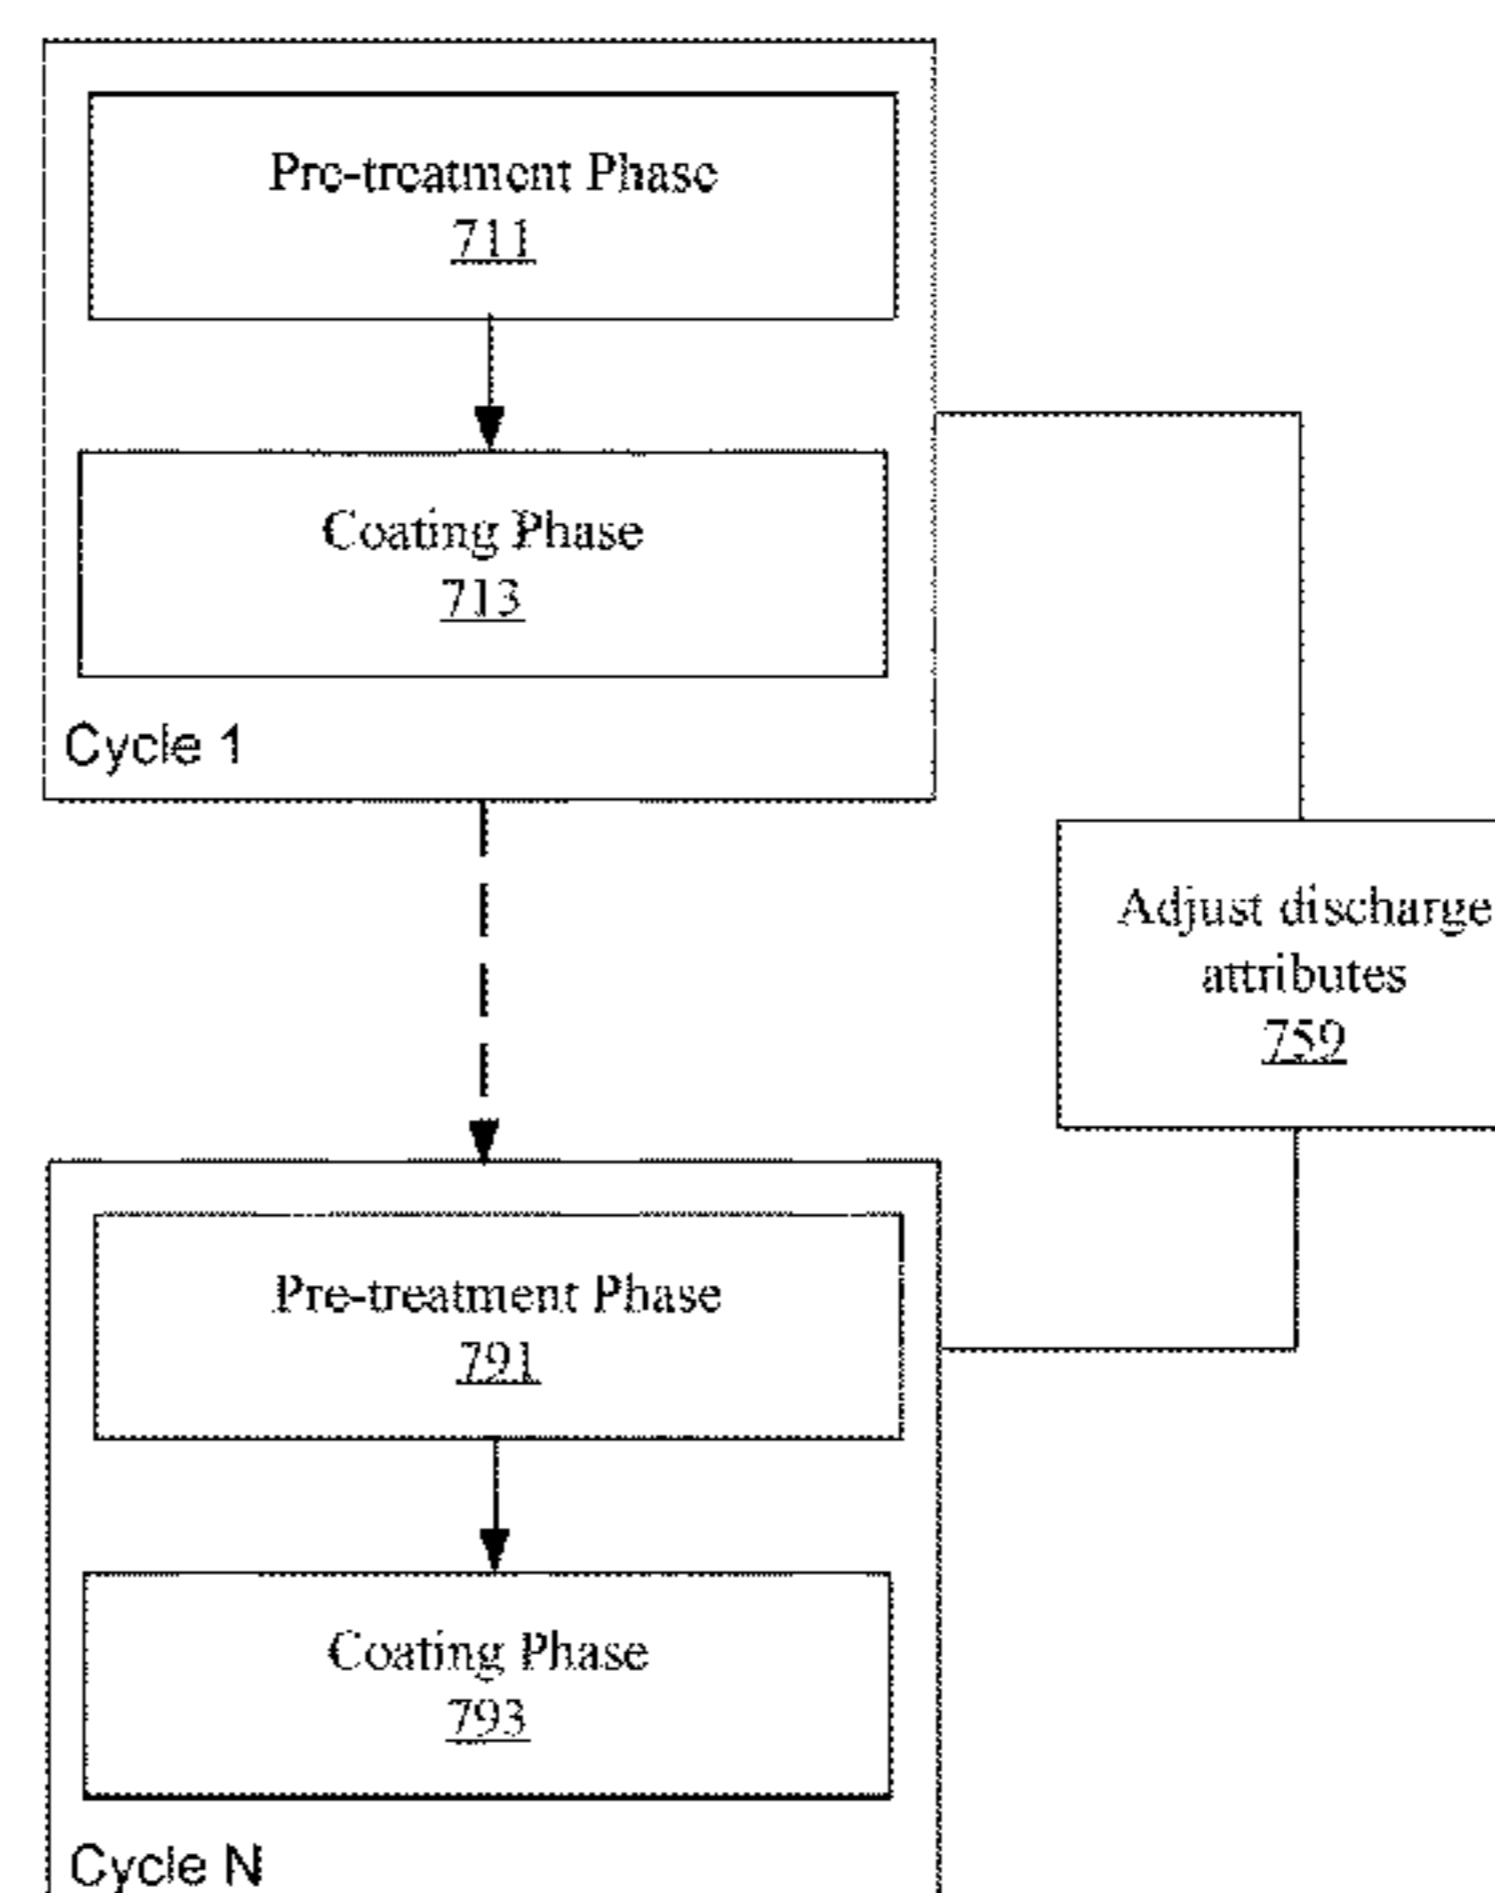 Pre-treatment Phase
711
Coating Phase
713
Cycle 1
Adjust discharge
attributes
759
Pre-treatment Phase
791
Coating Phase
793
Cycle N